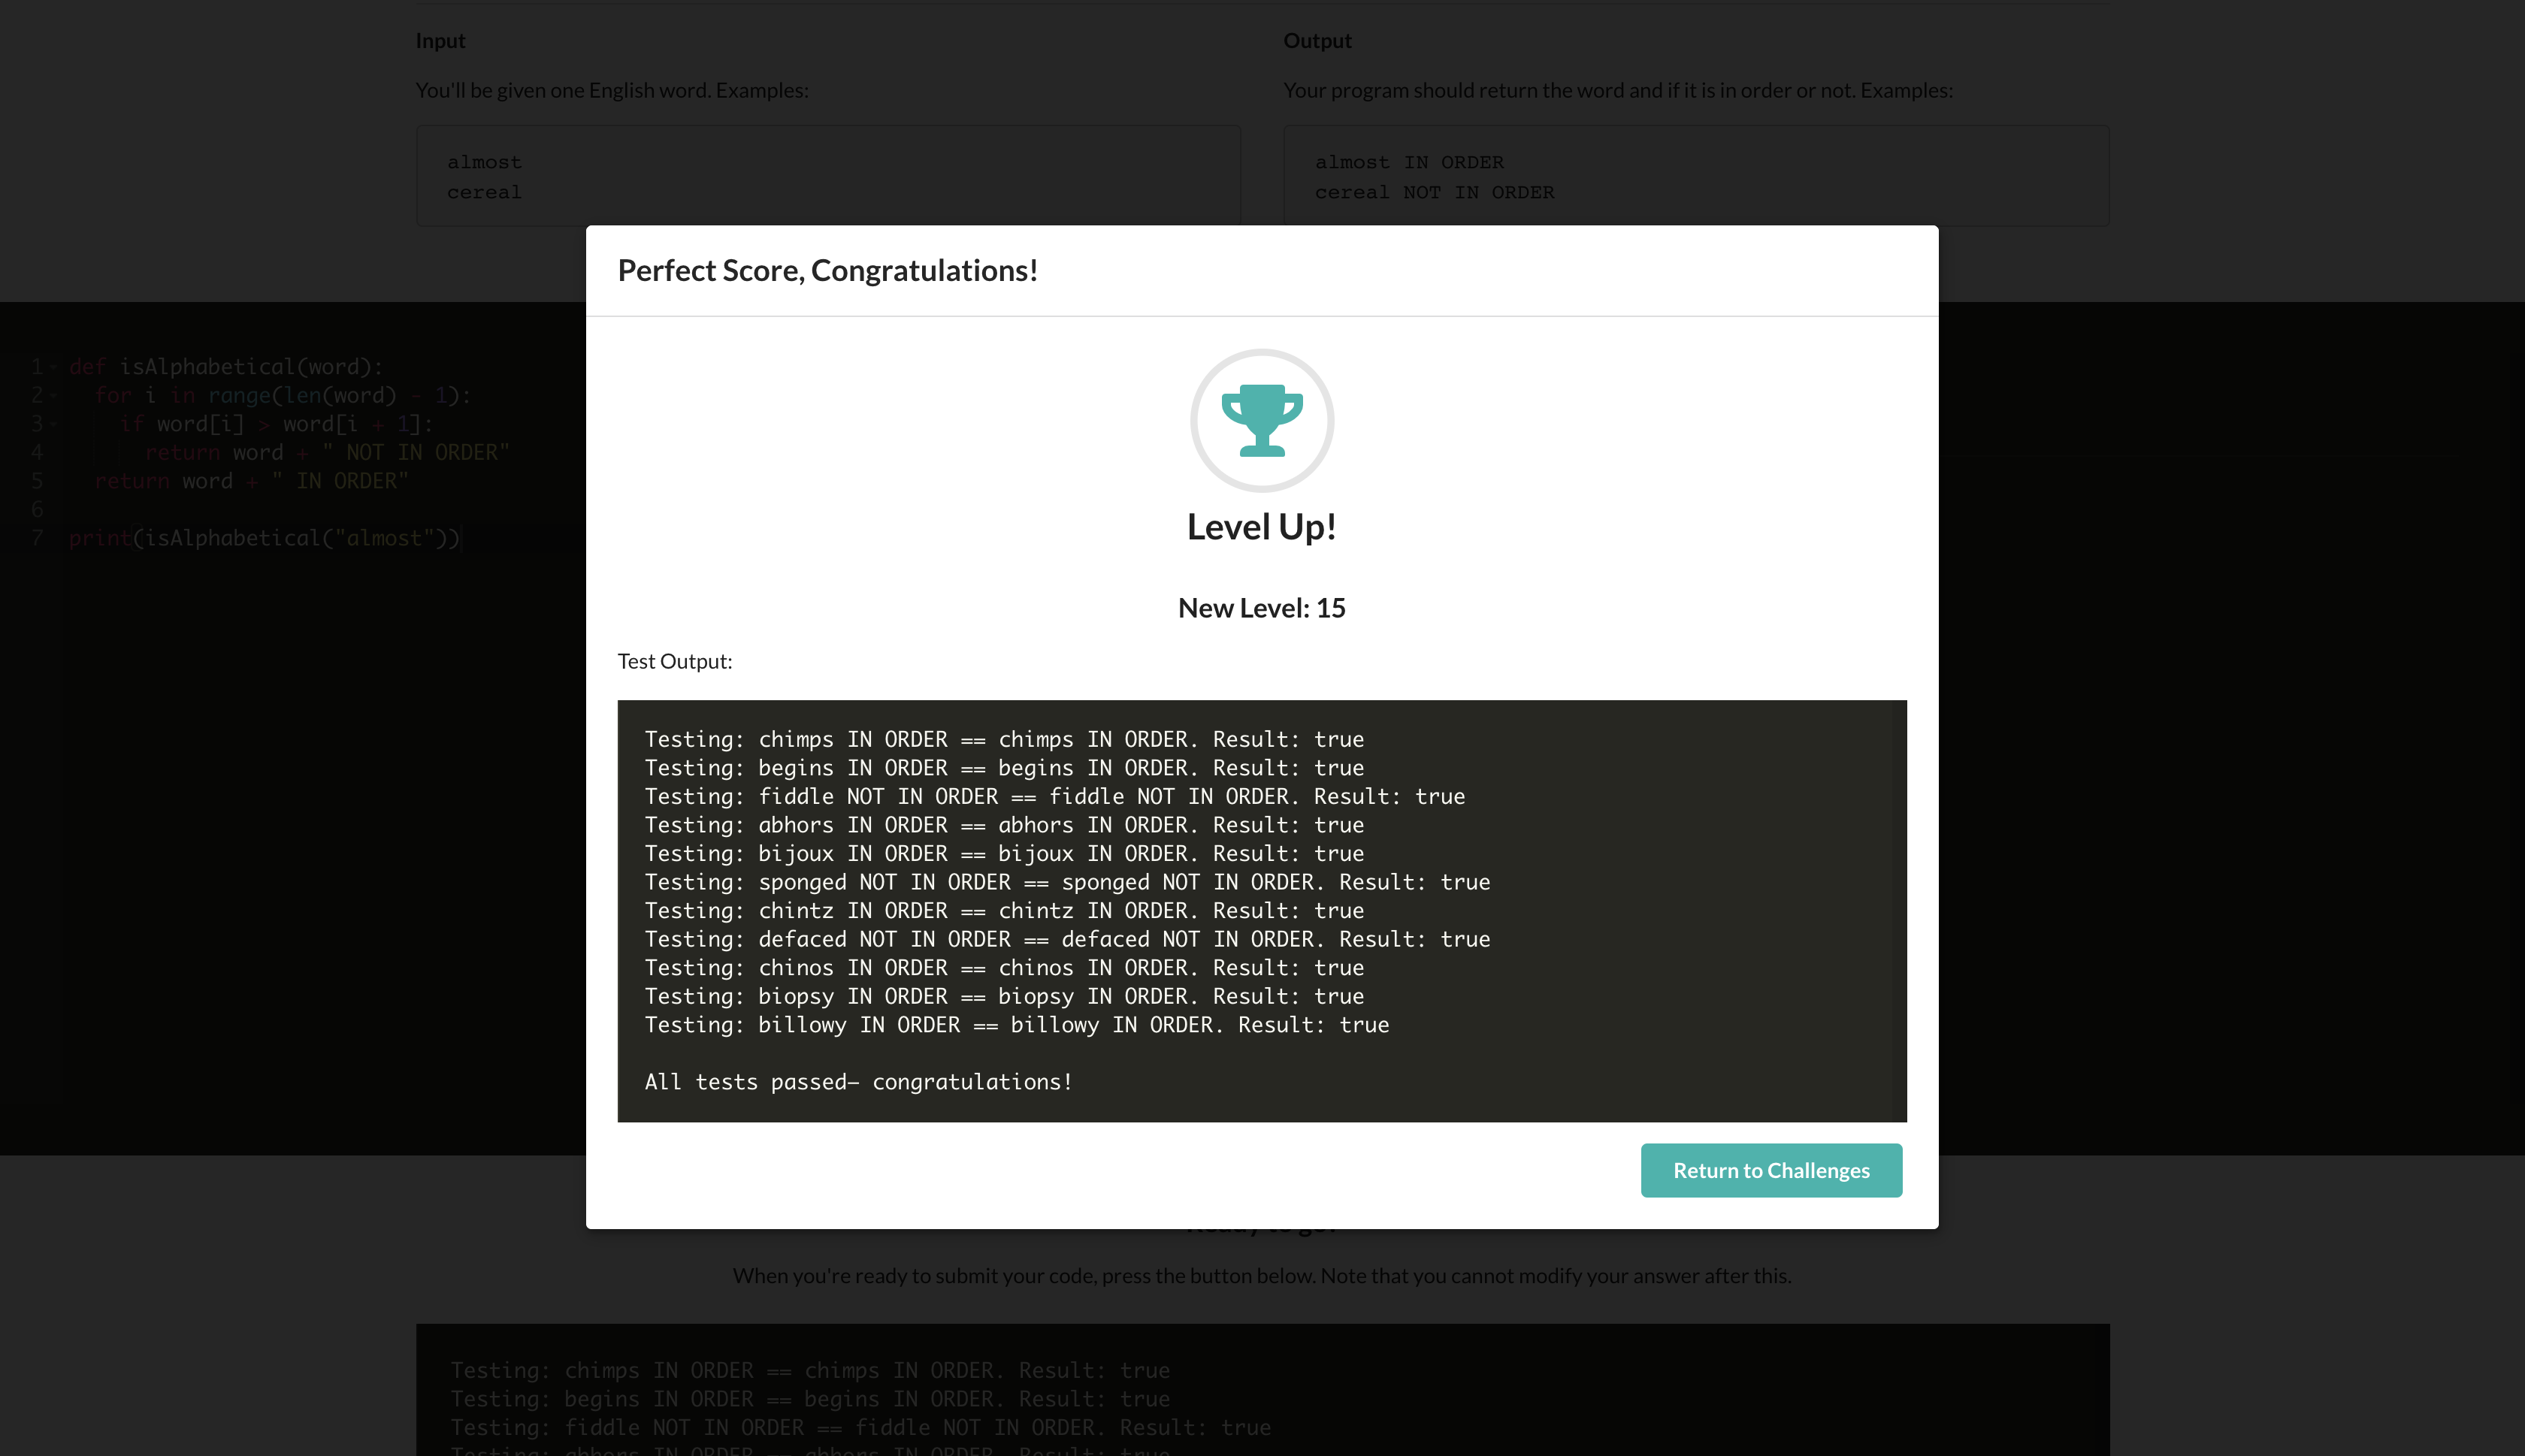 Input
Output
You'll be given one English word. Examples:
Your program should return the word and if it is in order or not. Examples:
almost
cereal
almost IN ORDER
cereal NOT IN ORDER
Perfect Score, Congratulations!
1 def isAlphabetical(word):
2 for i in range(len(word) - 1):
3 if word[i] > word[i + 1]:
4 return word + " NOT IN ORDER"
5 return word + " IN ORDER"
6
7 print(isAlphabetical("almost"))
Level Up!
New Level: 15
Test Output:
Testing: chimps IN ORDER == chimps IN ORDER. Result: true
Testing: begins IN ORDER == begins IN ORDER. Result: true
Testing: fiddle NOT IN ORDER == fiddle NOT IN ORDER. Result: true
Testing: abhors IN ORDER == abhors IN ORDER. Result: true
Testing: bijoux IN ORDER == bijoux IN ORDER. Result: true
Testing: sponged NOT IN ORDER == sponged NOT IN ORDER. Result: true
Testing: chintz IN ORDER == chintz IN ORDER. Result: true
Testing: defaced NOT IN ORDER == defaced NOT IN ORDER. Result: true
Testing: chinos IN ORDER == chinos IN ORDER. Result: true
Testing: biopsy IN ORDER == biopsy IN ORDER. Result: true
Testing: billowy IN ORDER == billowy IN ORDER. Result: true
All tests passed– congratulations!
Return to Challenges
When you're ready to submit your code, press the button below. Note that you cannot modify your answer after this.
Testing: chimps IN ORDER == chimps IN ORDER. Result: true
Testing: begins IN ORDER == begins IN ORDER. Result: true
Testing: fiddle NOT IN ORDER == fiddle NOT IN ORDER. Result: true
Testing: abhors IN ORDER == abhors IN ORDER. Result: true